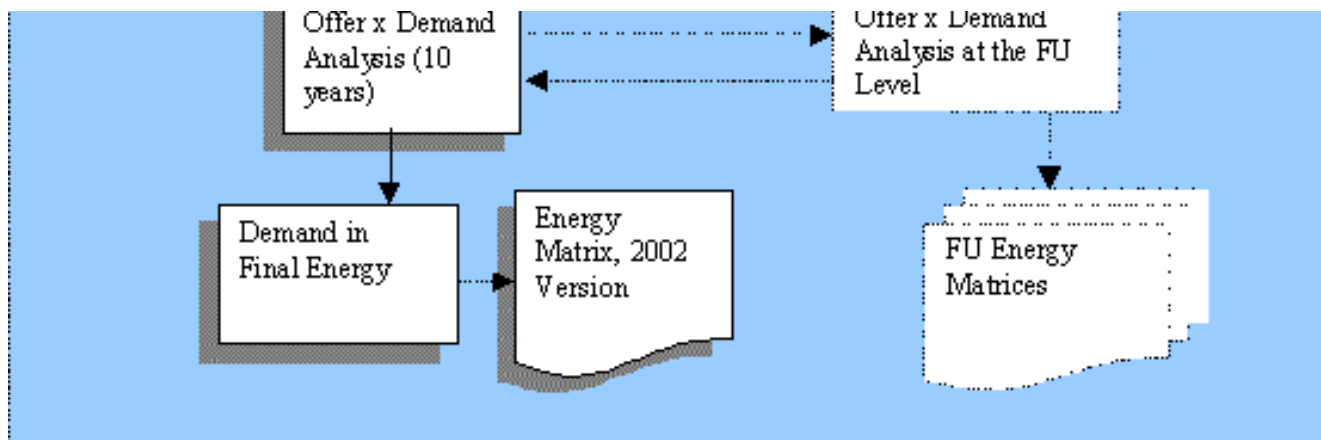 Offer x Demand
Analysis (10
years)
Offer x Demand
Analysis at the FU
Level
Demand in
Final Energy
Energy
Matrix, 2002
Version
FU Energy
Matrices